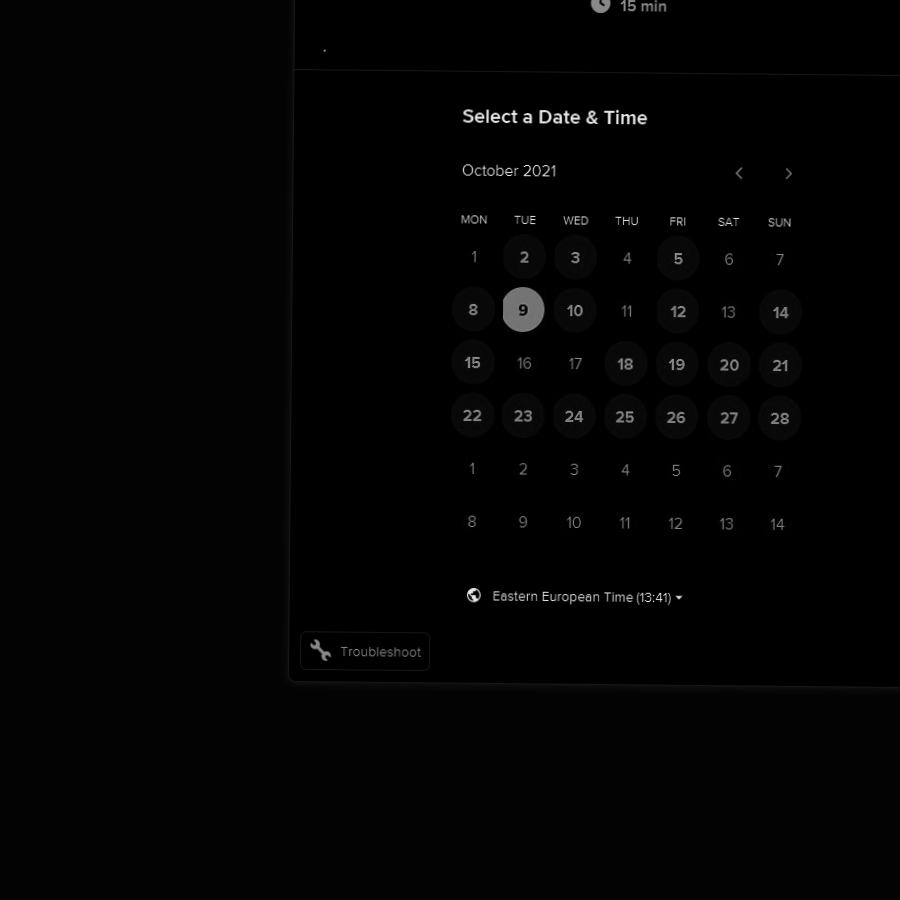 15 min
.
Select a Date & Time
October 2021
MON TUE WED THU FRI SAT SUN
1 2 3 4 5 6 7
8 9 10 11 12 13 14
15 16 17 18 19 20 21
22 23 24 25 26 27 28
1 2 3 4 5 6 7
8 9 10 11 12 13 14
Eastern European Time (13:41)
Troubleshoot